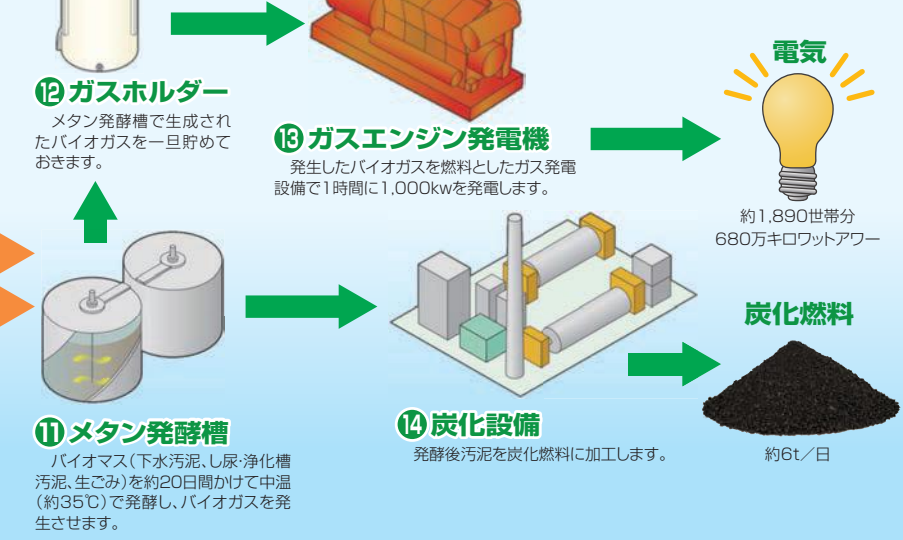 ⑫ガスホルダー
メタン発酵槽で生成され
たバイオガスを一旦貯めて
おきます。
⑬ガスエンジン発電機
発生したバイオガスを燃料としたガス発電
設備で1時間に1,000kwを発電します。
電気
約1,890世帯分
680万キロワットアワー
⑪メタン発酵槽
バイオマス(下水汚泥、し尿・浄化槽
汚泥、生ごみ)を約20日間かけて中温
(約35℃)で発酵し、バイオガスを発
生させます。
⑭炭化設備
発酵後汚泥を炭化燃料に加工します。
炭化燃料
約6t/日